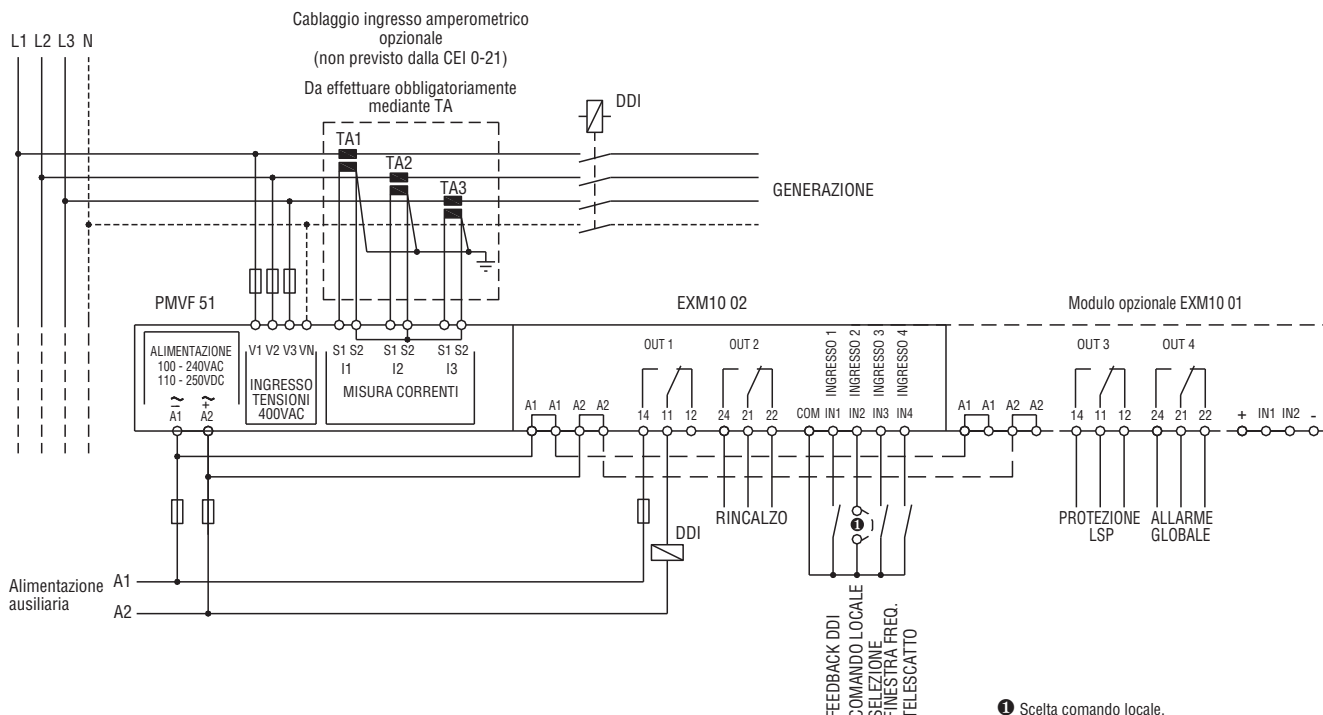 Cablaggio ingresso amperometrico
opzionale
(non previsto dalla CEI 0-21)
L1 L2 L3 N
Da effettuare obbligatoriamente
mediante TA
DDI
TA1
TA2
TA3
GENERAZIONE
PMVF 51
EXM10 02
Modulo opzionale EXM10 01
ALIMENTAZIONE
100 - 240VAC
110 - 250VDC
~ ~
− +
A1 A2
V1 V2 V3 VN
INGRESSO
TENSIONI
400VAC
S1 S2 S1 S2 S1 S2
I1 I2 I3
MISURA CORRENTI
OUT 1
OUT 2
INGRESSO 1
INGRESSO 2
INGRESSO 3
INGRESSO 4
OUT 3
OUT 4
A1 A1 A2 A2
14 11 12
24 21 22
COM IN1 IN2 IN3 IN4
A1 A1 A2 A2
14 11 12
24 21 22
+ IN1 IN2 -
RINCALZO
❶
PROTEZIONE
LSP
ALLARME
GLOBALE
DDI
Alimentazione
ausiliaria
A1
A2
FEEDBACK DDI
COMANDO LOCALE
SELEZIONE
FINESTRA FREQ.
TELESCATTO
❶ Scelta comando locale.